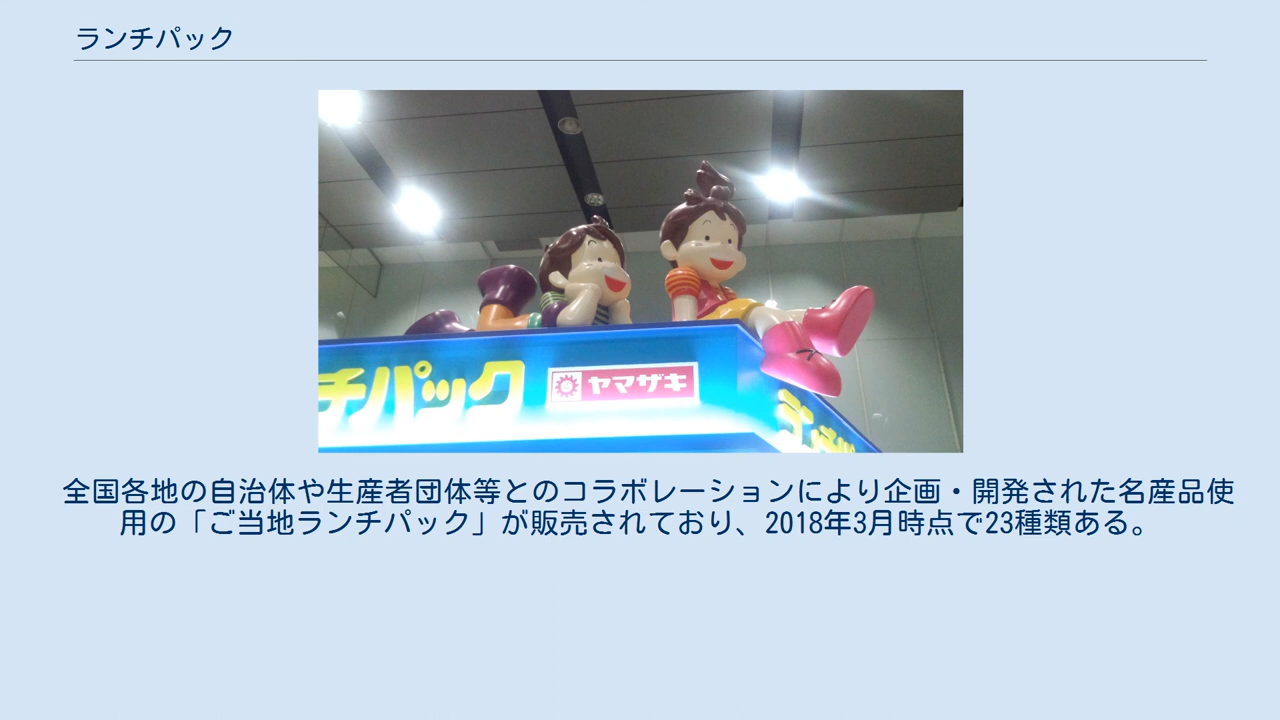 ランチパック
チパック
ヤマザキ
ランチパ
全国各地の自治体や生産者団体等とのコラボレーションにより企画・開発された名産品使
用の「ご当地ランチパック」が販売されており、2018年3月時点で23種類ある。